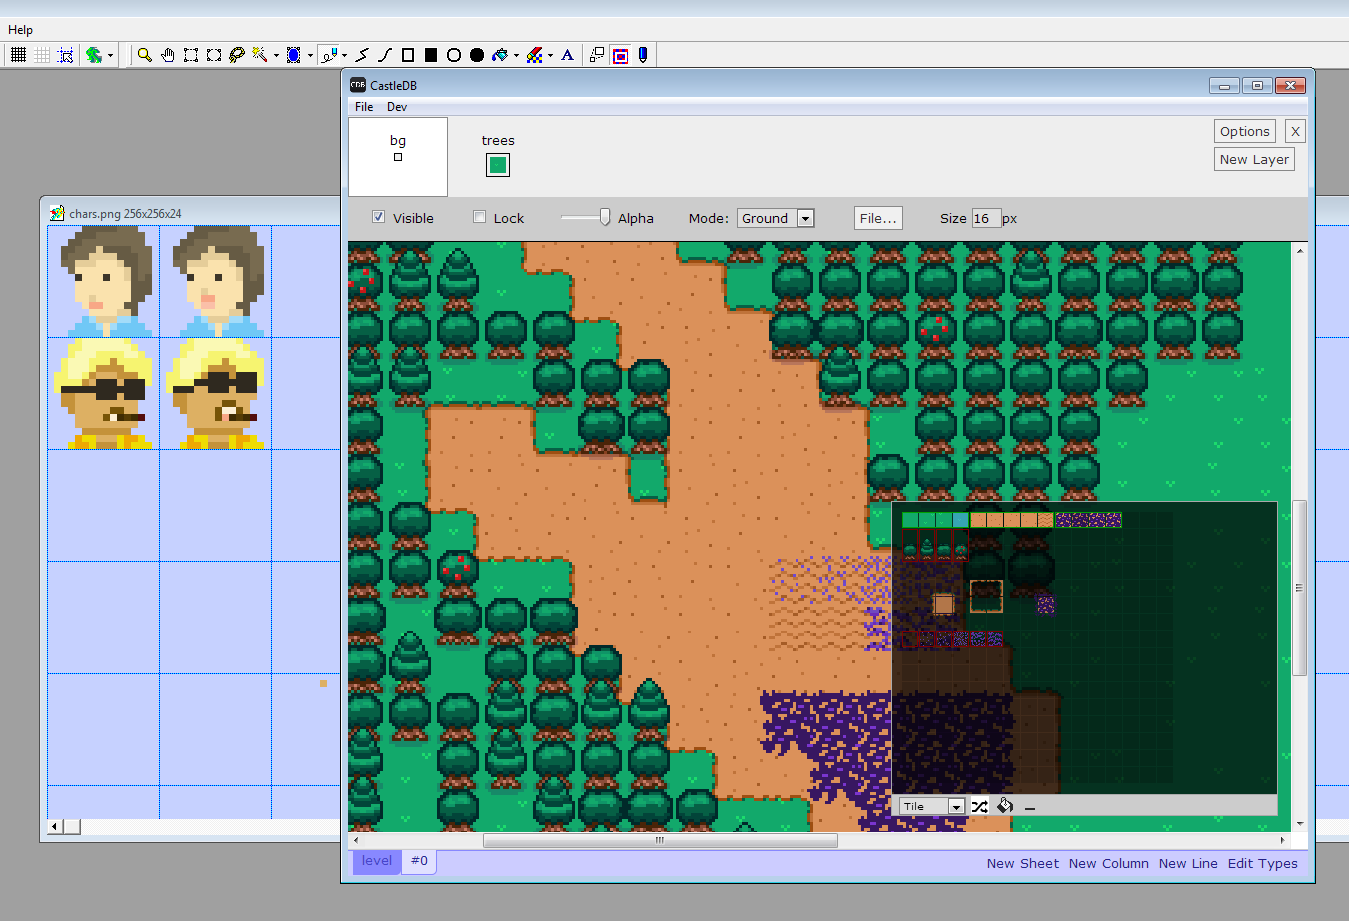 Help
A
CDB CastleDB
File Dev
bg
trees
Options X
New Layer
chars.png 256x256x24
Visible Lock Alpha Mode: Ground File... Size 16 px
Tile
level #0
New Sheet New Column New Line Edit Types